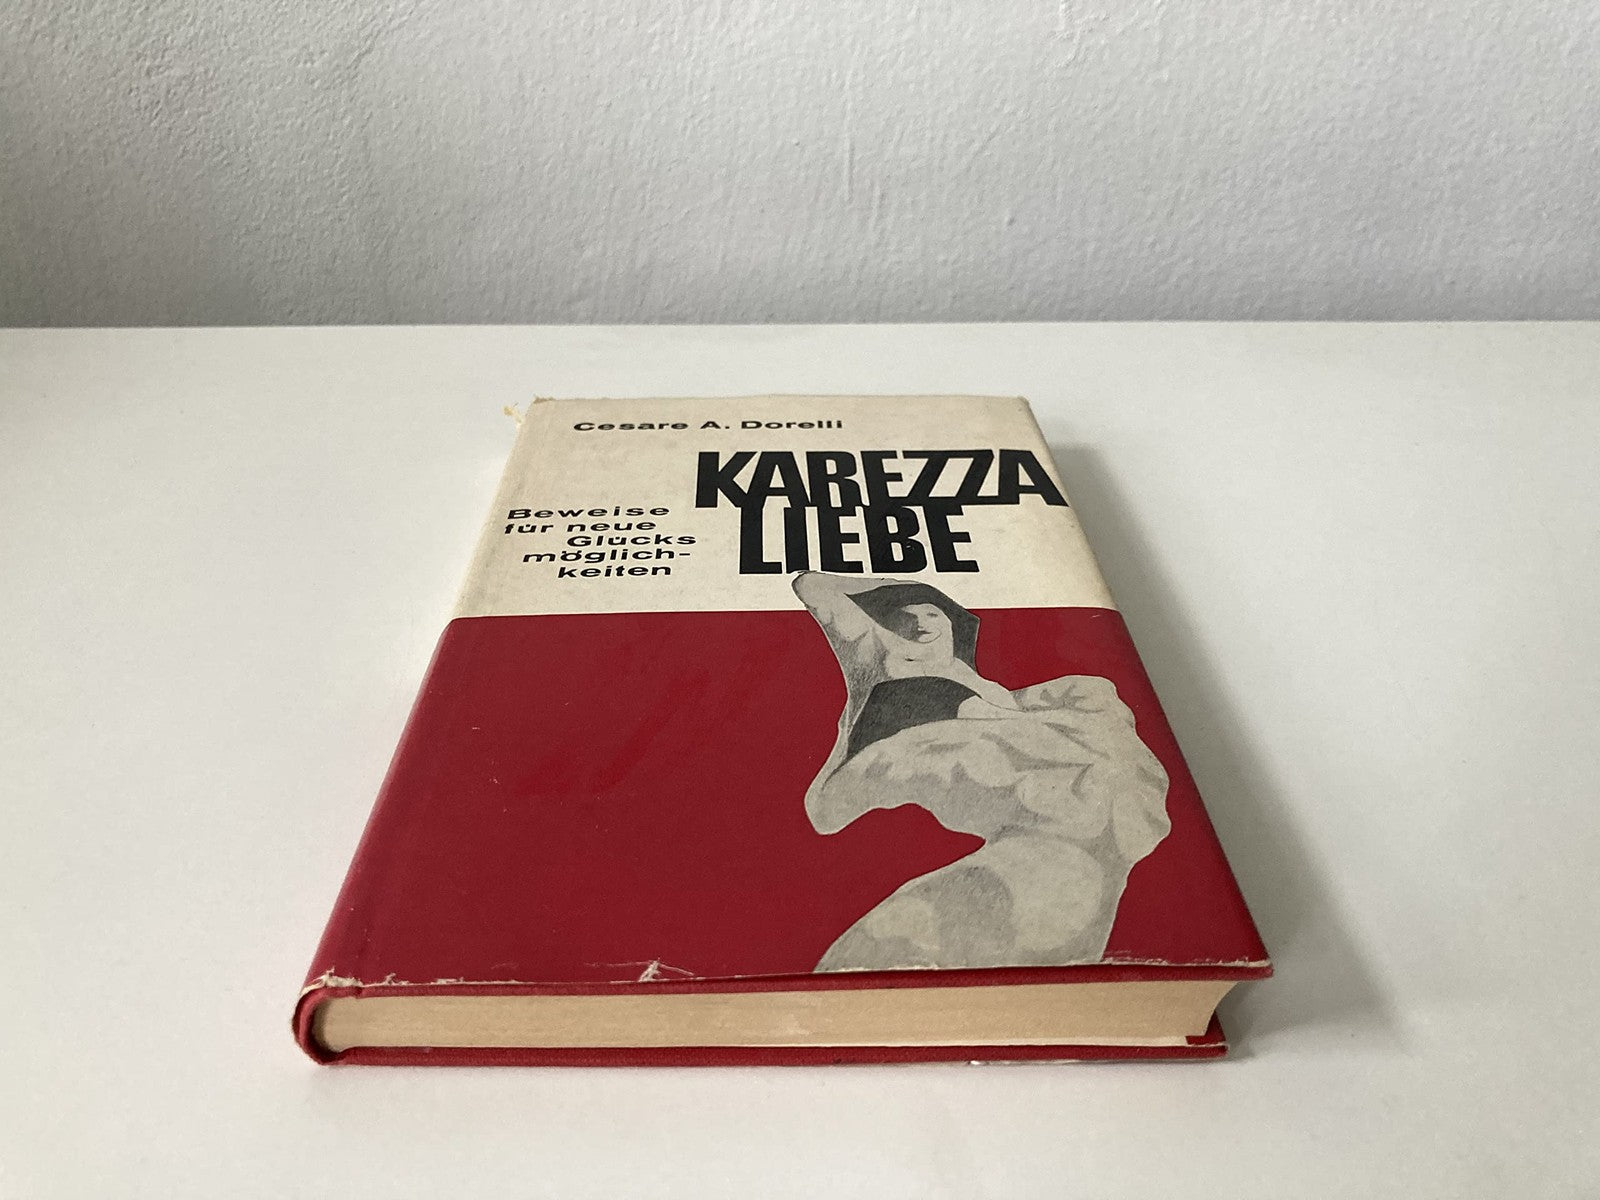 Cesare A. Dorelli
KAREZZA
LIEBE
Beweise
für neue
Glücks
möglich-
keiten